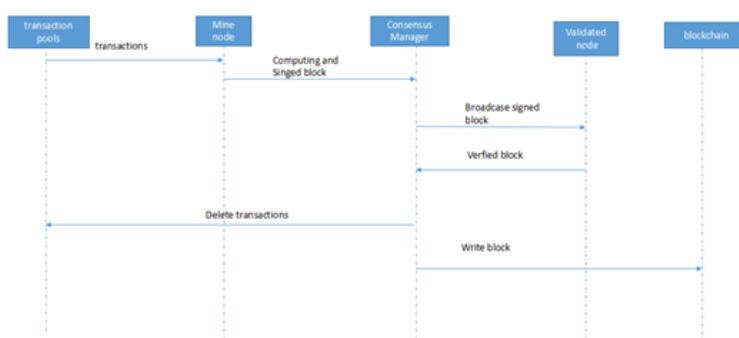 transaction
pools
Mine
node
Consensus
Manager
Validated
node
blockchain
transactions
Computing and
Singed block
Broadcase signed
block
Verfied block
Delete transactions
Write block